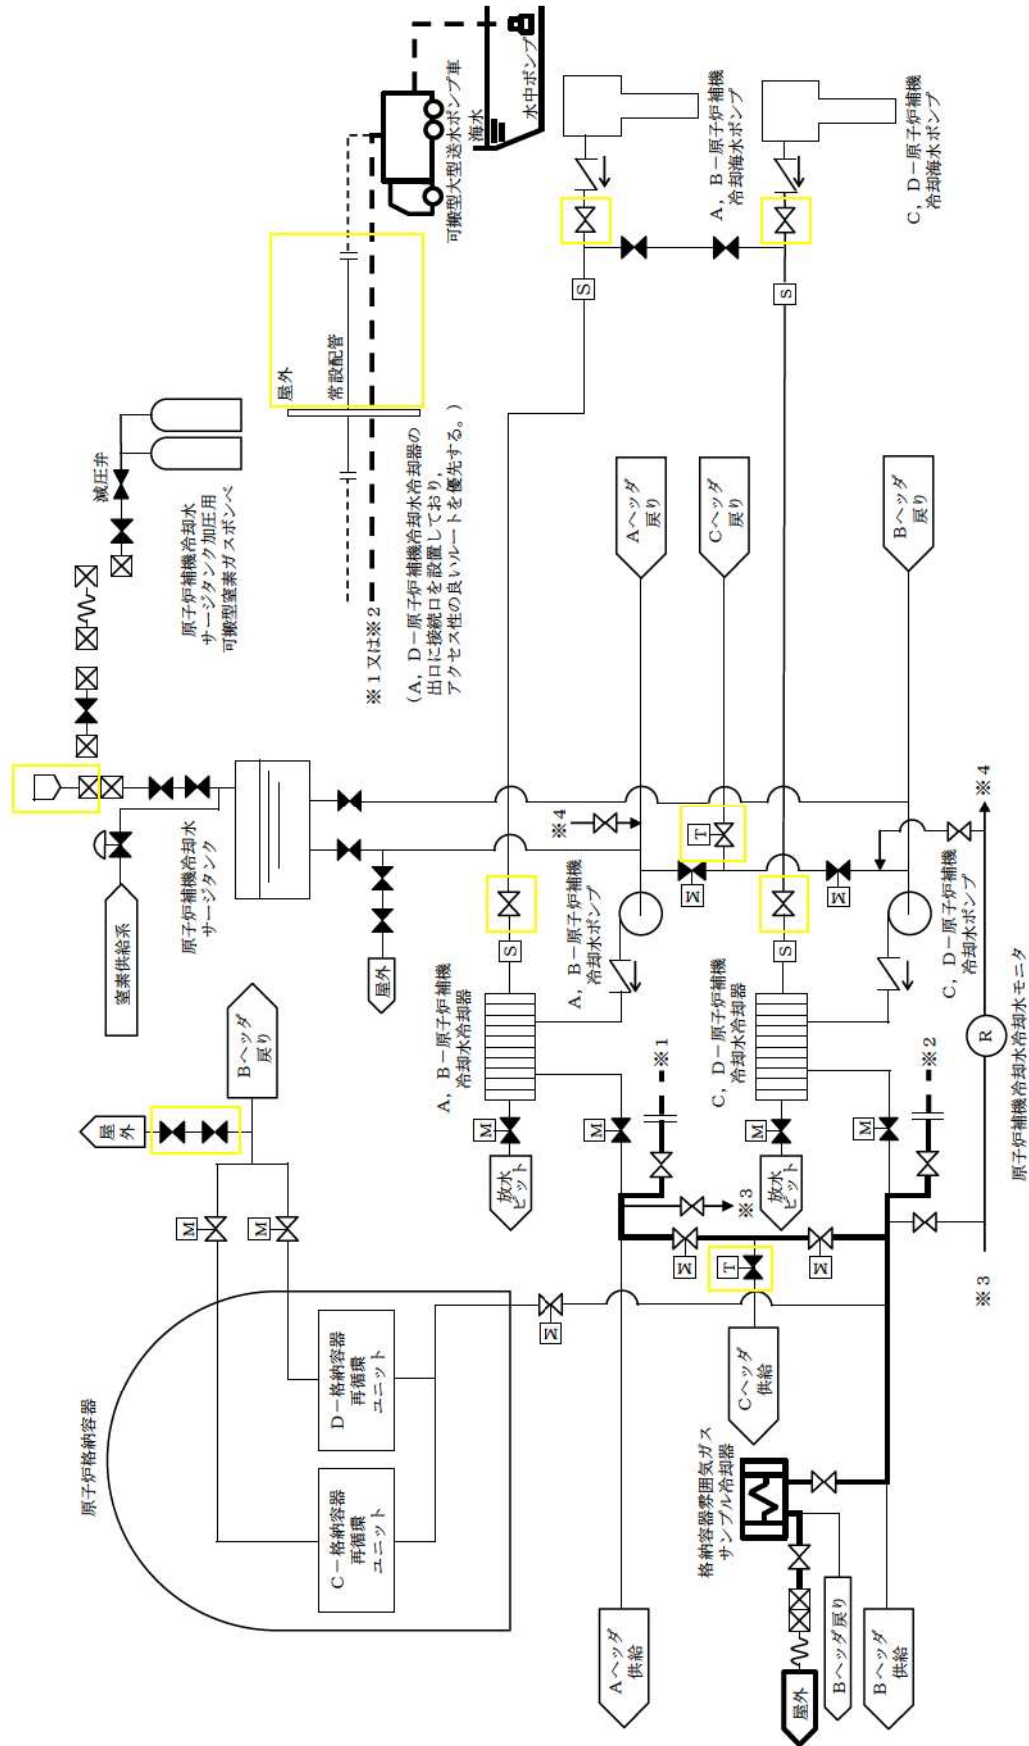 原子炉格納容器
C－格納容器
再循環
ユニット
D－格納容器
再循環
ユニット
M
M
M
屋外
Bヘッダ
戻り
窒素供給系
原子炉補機冷却水
サージタンク
屋外
原子炉補機冷却水
サージタンク加圧用
可搬型窒素ガスボンベ
減圧弁
屋外
常設配管
※1又は※2
（A，D－原子炉補機冷却水冷却器の
出口に接続口を設置しており，
アクセス性の良いルートを優先する。）
可搬型大型送水ポンプ車
海水
水中ポンプ
A，B－原子炉補機
冷却水冷却器
M
放水
ピット
S
S
A，B－原子炉補機
冷却海水ポンプ
M
※1
A，B－原子炉補機
冷却水ポンプ
※4
Aヘッダ
戻り
※3
M
M
T
M
M
T
Cヘッダ
戻り
C，D－原子炉補機
冷却水冷却器
M
放水
ピット
S
S
C，D－原子炉補機
冷却海水ポンプ
M
※2
C，D－原子炉補機
冷却水ポンプ
Bヘッダ
戻り
※3
R
※4
原子炉補機冷却水冷却水モニタ
Aヘッダ
供給
Cヘッダ
供給
格納容器雰囲気ガス
サンプル冷却器
屋外
Bヘッダ戻り
Bヘッダ
供給